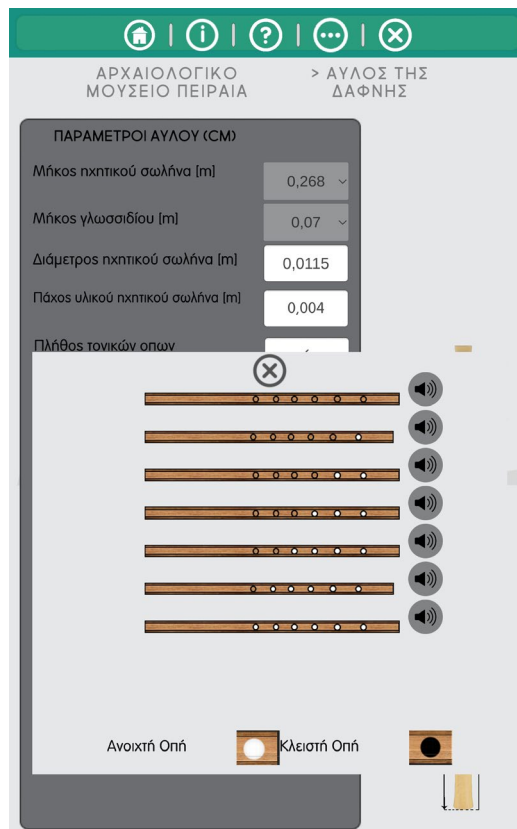 ΑΡΧΑΙΟΛΟΓΙΚΟ
ΜΟΥΣΕΙΟ ΠΕΙΡΑΙΑ
> ΑΥΛΟΣ ΤΗΣ
ΔΑΦΝΗΣ
ΠΑΡΑΜΕΤΡΟΙ ΑΥΛΟΥ (CM)
Μήκος ηχητικού σωλήνα [m]
0,268
Μήκος γλωσσιδίου [m]
0,07
Διάμετρος ηχητικού σωλήνα [m]
0,0115
Πάχος υλικού ηχητικού σωλήνα [m]
0,004
Πλήθος τονικών οπων
Ανοιχτή Οπή
Κλειστή Οπή